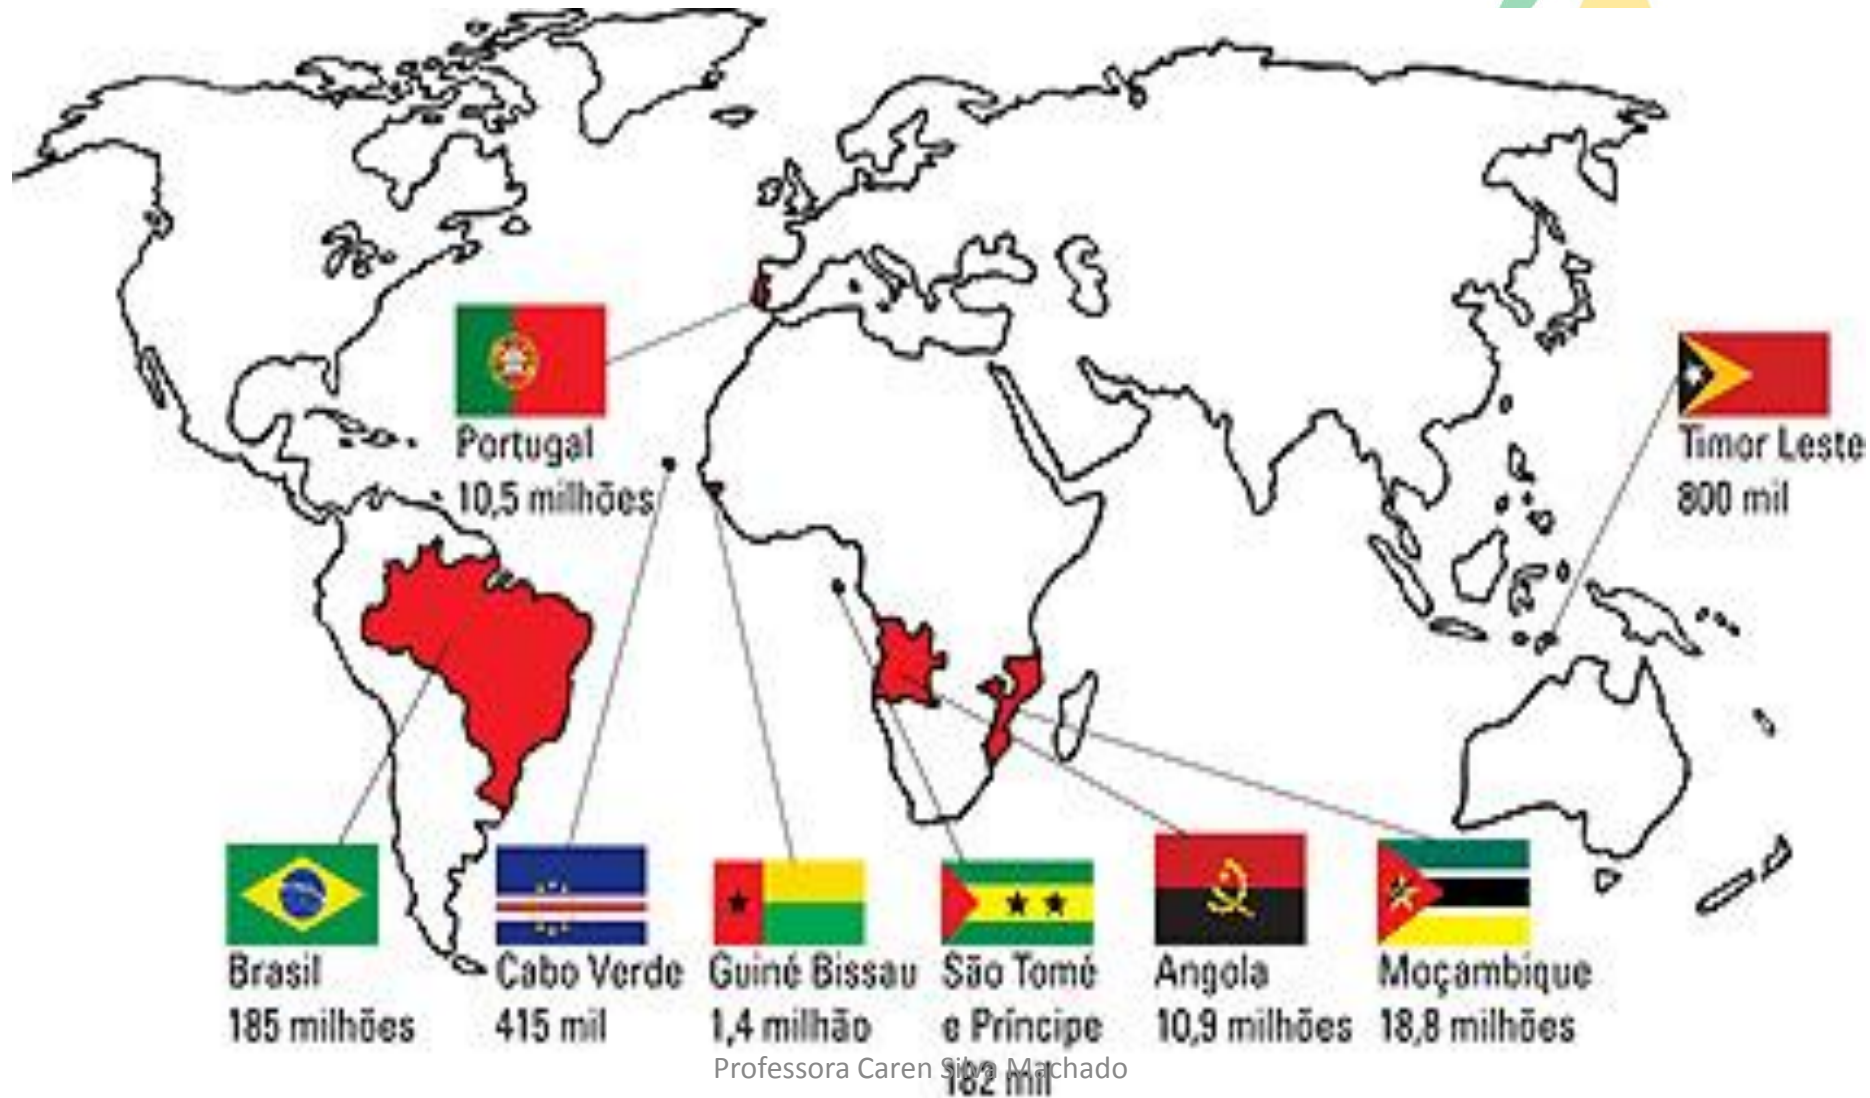 Portugal
10,5 milhões
Timor Leste
800 mil
Brasil
185 milhões
Cabo Verde
415 mil
Guiné Bissau
1,4 milhão
São Tomé
e Príncipe
182 mil
Angola
10,9 milhões
Moçambique
18,8 milhões
Professora Caren Silva Machado